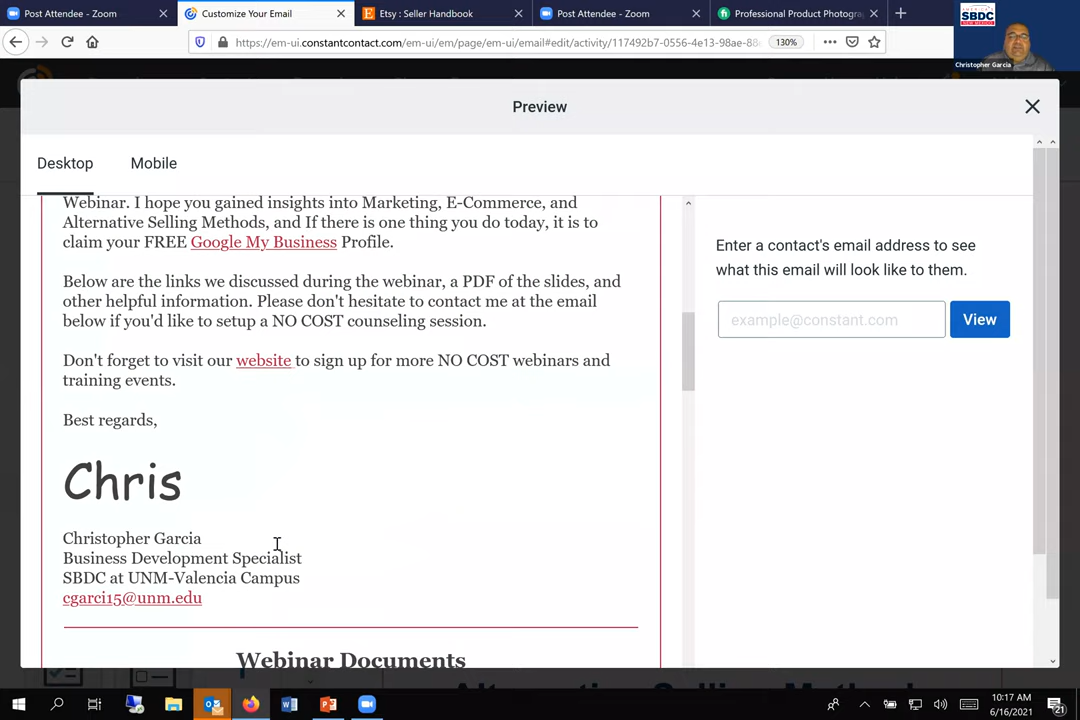 Post Attendee - Zoom
Customize Your Email
Etsy : Seller Handbook
Post Attendee - Zoom
Professional Product Photogra
https://em-ui.constantcontact.com/em-ui/em/page/em-ui/email#edit/activity/117492b7-0556-4e13-98ae-88
130%
AMERICA'S
SBDC
NEW MEXICO
Christopher Garcia
Preview
Desktop
Mobile
Webinar. I hope you gained insights into Marketing, E-Commerce, and
Alternative Selling Methods, and If there is one thing you do today, it is to
claim your FREE Google My Business Profile.
Below are the links we discussed during the webinar, a PDF of the slides, and
other helpful information. Please don't hesitate to contact me at the email
below if you'd like to setup a NO COST counseling session.
Don't forget to visit our website to sign up for more NO COST webinars and
training events.
Best regards,
Chris
Christopher Garcia
Business Development Specialist
SBDC at UNM-Valencia Campus
cgarci15@unm.edu
Webinar Documents
Enter a contact's email address to see
what this email will look like to them.
example@constant.com
View
10:17 AM
6/16/2021
21